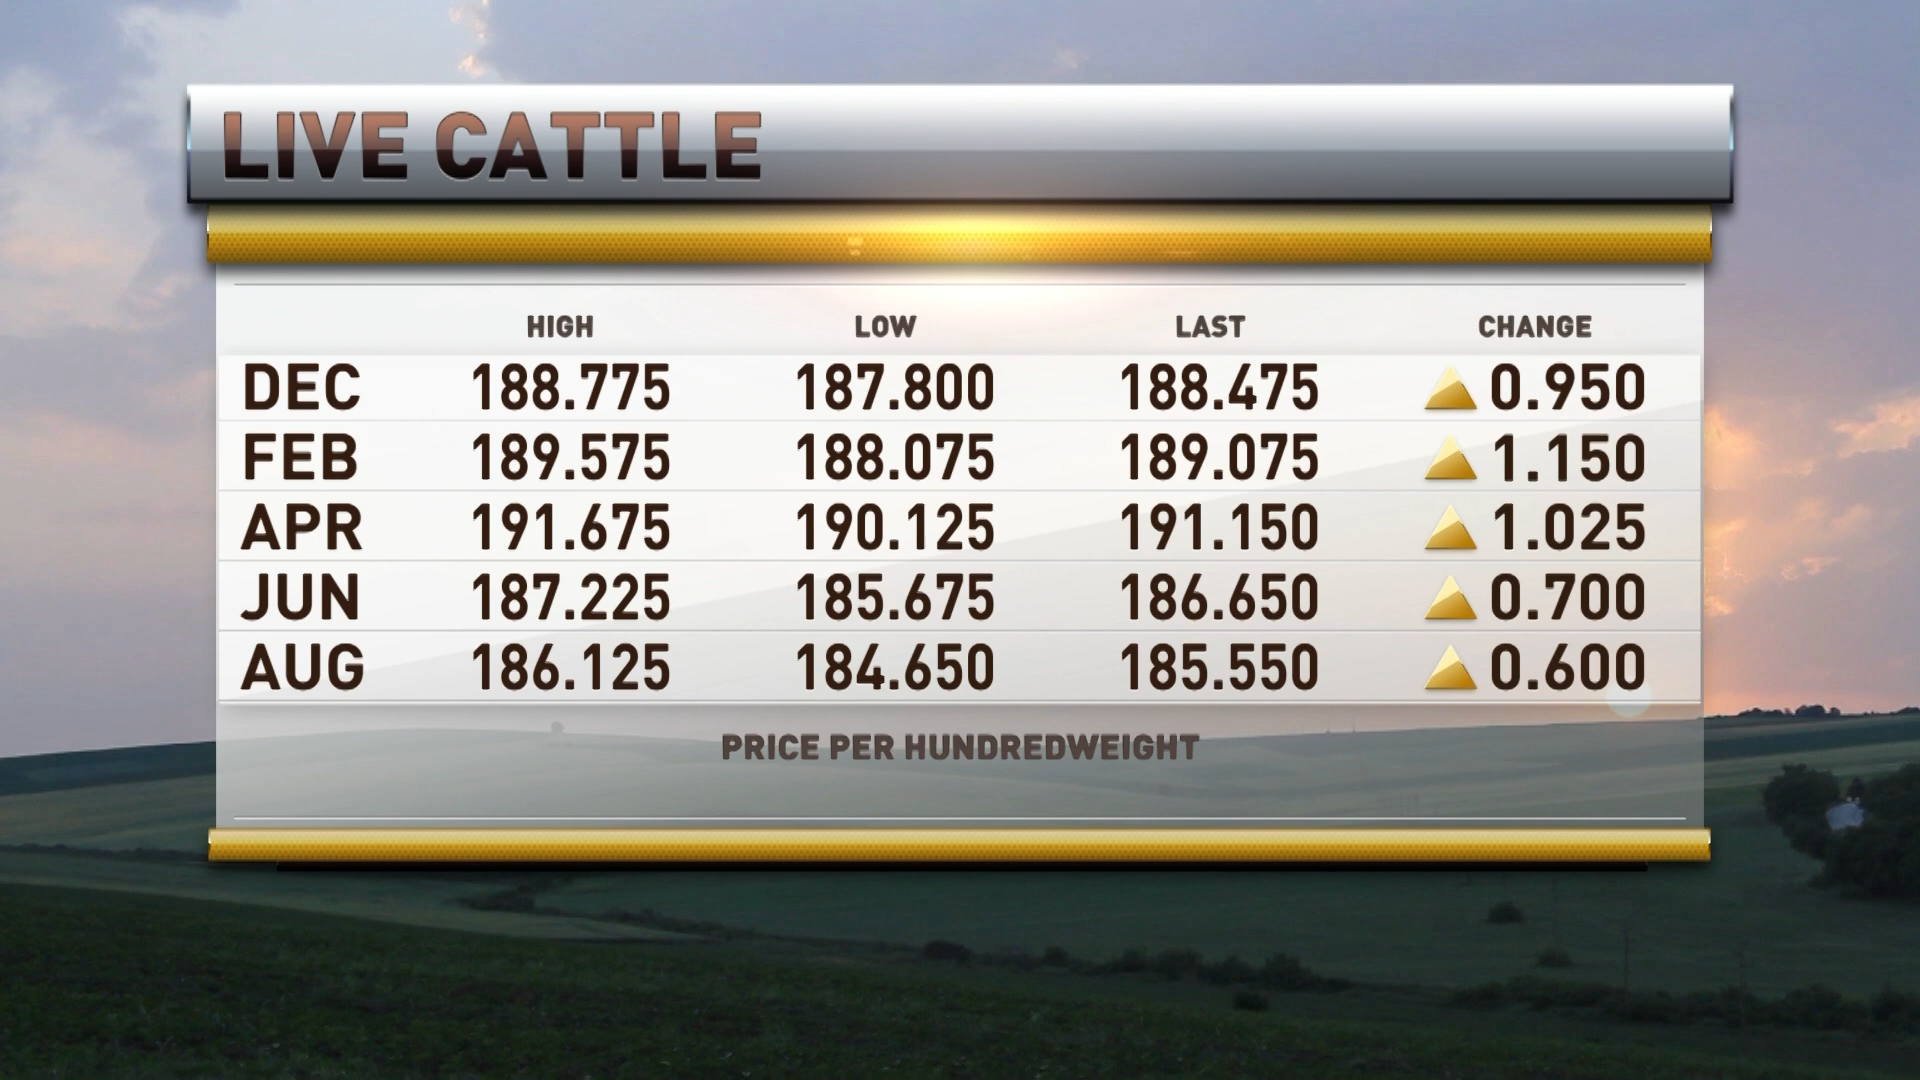 LIVE CATTLE
HIGH LOW LAST CHANGE
DEC 188.775 187.800 188.475 0.950
FEB 189.575 188.075 189.075 1.150
APR 191.675 190.125 191.150 1.025
JUN 187.225 185.675 186.650 0.700
AUG 186.125 184.650 185.550 0.600
PRICE PER HUNDREDWEIGHT